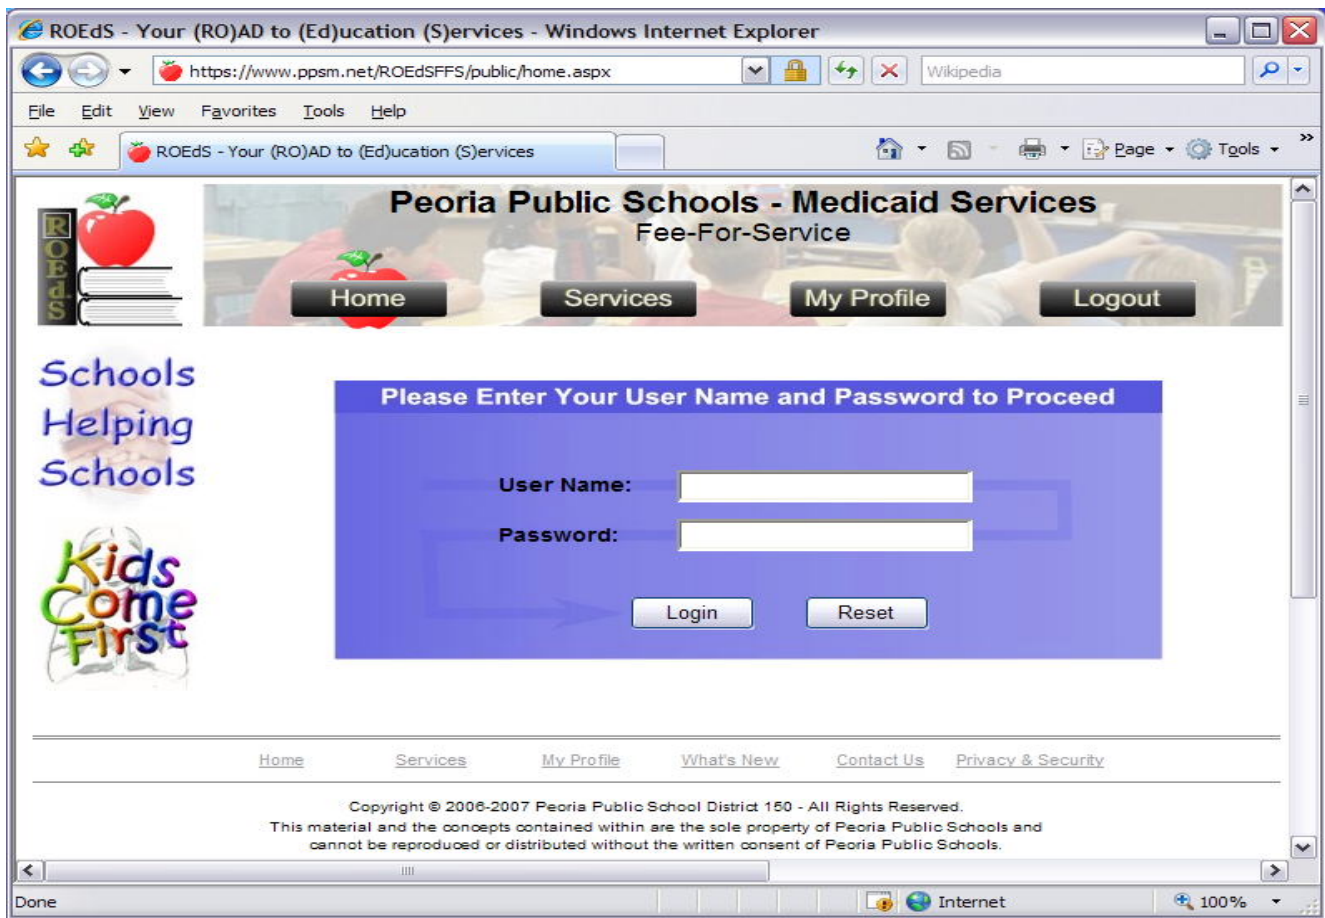 ROEdS - Your (RO)AD to (Ed)ucation (S)ervices - Windows Internet Explorer
https://www.ppsm.net/ROEdSFFS/public/home.aspx
Wikipedia
File Edit View Favorites Tools Help
ROEdS - Your (RO)AD to (Ed)ucation (S)ervices
Page Tools
ROEdS
Peoria Public Schools - Medicaid Services
Fee-For-Service
Home Services My Profile Logout
Schools
Helping
Schools
Kids
Come
First
Please Enter Your User Name and Password to Proceed
User Name:
Password:
Login Reset
Home Services My Profile What's New Contact Us Privacy & Security
Copyright © 2006-2007 Peoria Public School District 150 - All Rights Reserved.
This material and the concepts contained within are the sole property of Peoria Public Schools and
cannot be reproduced or distributed without the written consent of Peoria Public Schools.
Done Internet 100%